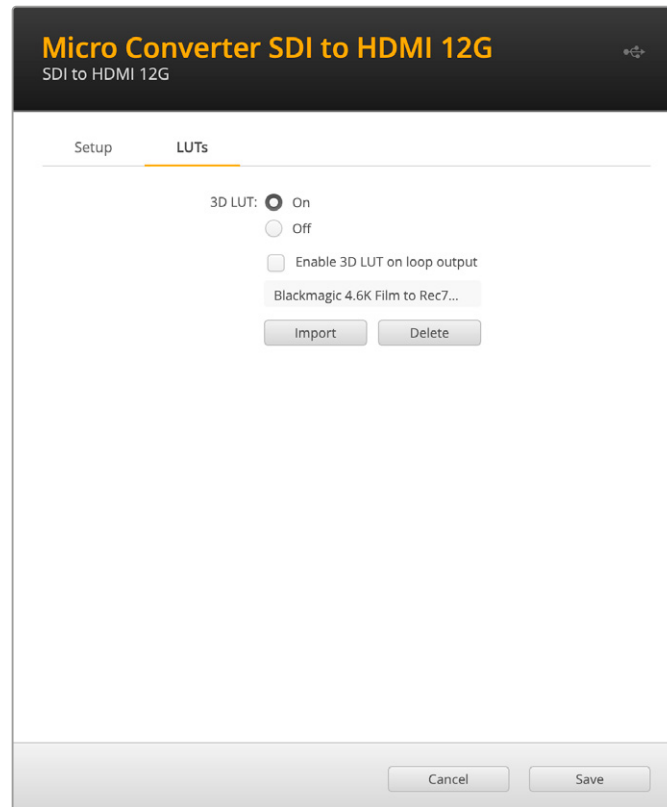 Micro Converter SDI to HDMI 12G
SDI to HDMI 12G
Setup LUTs
3D LUT: On
Off
Enable 3D LUT on loop output
Blackmagic 4.6K Film to Rec7...
Import Delete
Cancel Save